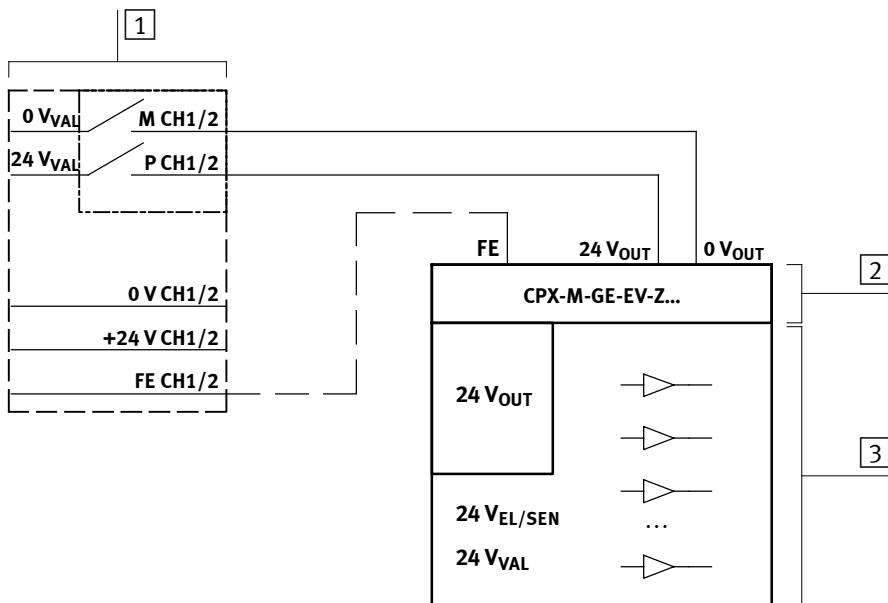 1
0 VVAL
M CH1/2
24 VVAL
P CH1/2
FE
24 VOUT
0 VOUT
2
CPX-M-GE-EV-Z...
0 V CH1/2
+24 V CH1/2
FE CH1/2
24 VOUT
3
24 VEL/SEN
...
24 VVAL